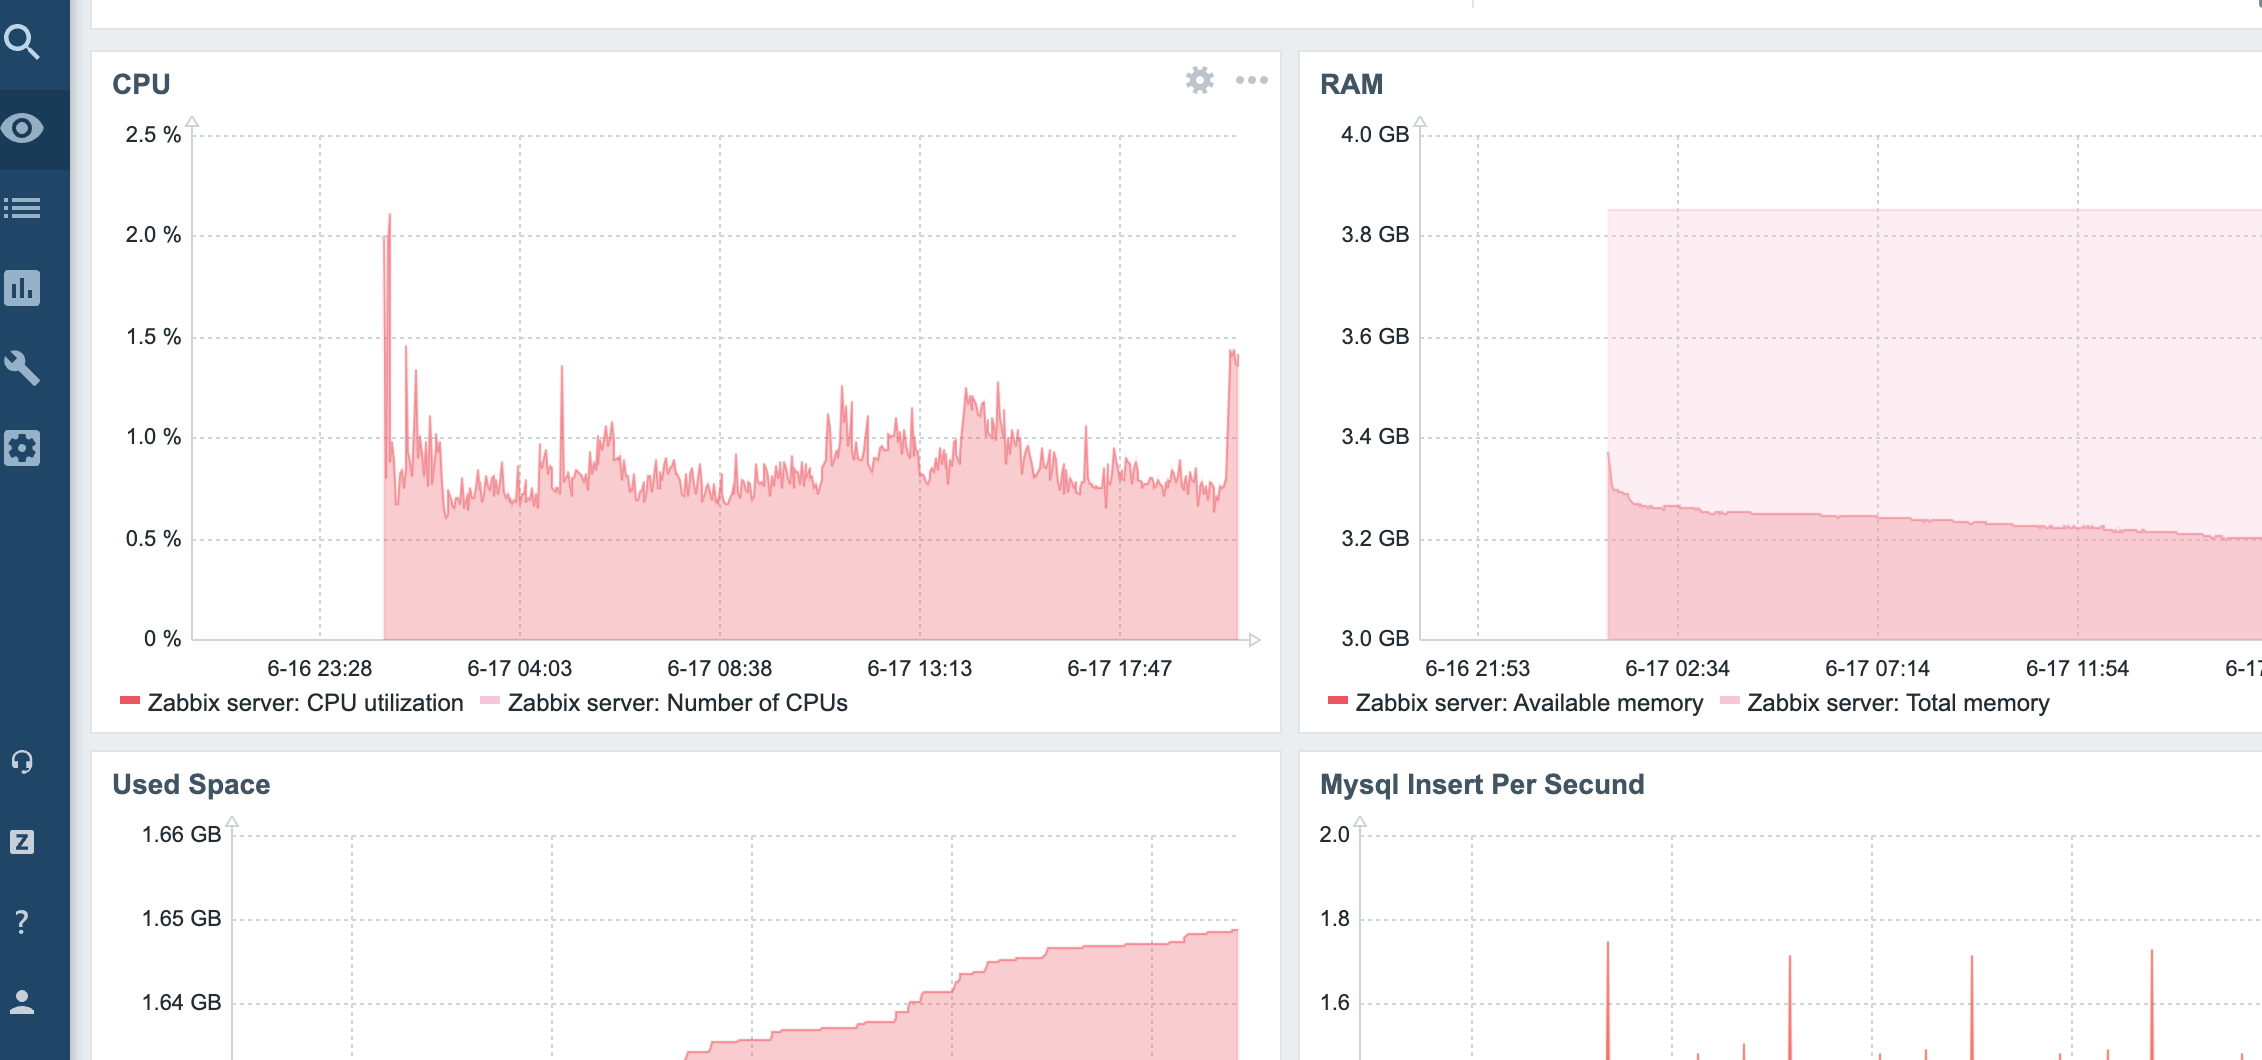 CPU
2.5 %
2.0 %
1.5 %
1.0 %
0.5 %
0 %
6-16 23:28 6-17 04:03 6-17 08:38 6-17 13:13 6-17 17:47
Zabbix server: CPU utilization Zabbix server: Number of CPUs
RAM
4.0 GB
3.8 GB
3.6 GB
3.4 GB
3.2 GB
3.0 GB
6-16 21:53 6-17 02:34 6-17 07:14 6-17 11:54 6-17
Zabbix server: Available memory Zabbix server: Total memory
Used Space
1.66 GB
1.65 GB
1.64 GB
Mysql Insert Per Secund
2.0
1.8
1.6
Z
?